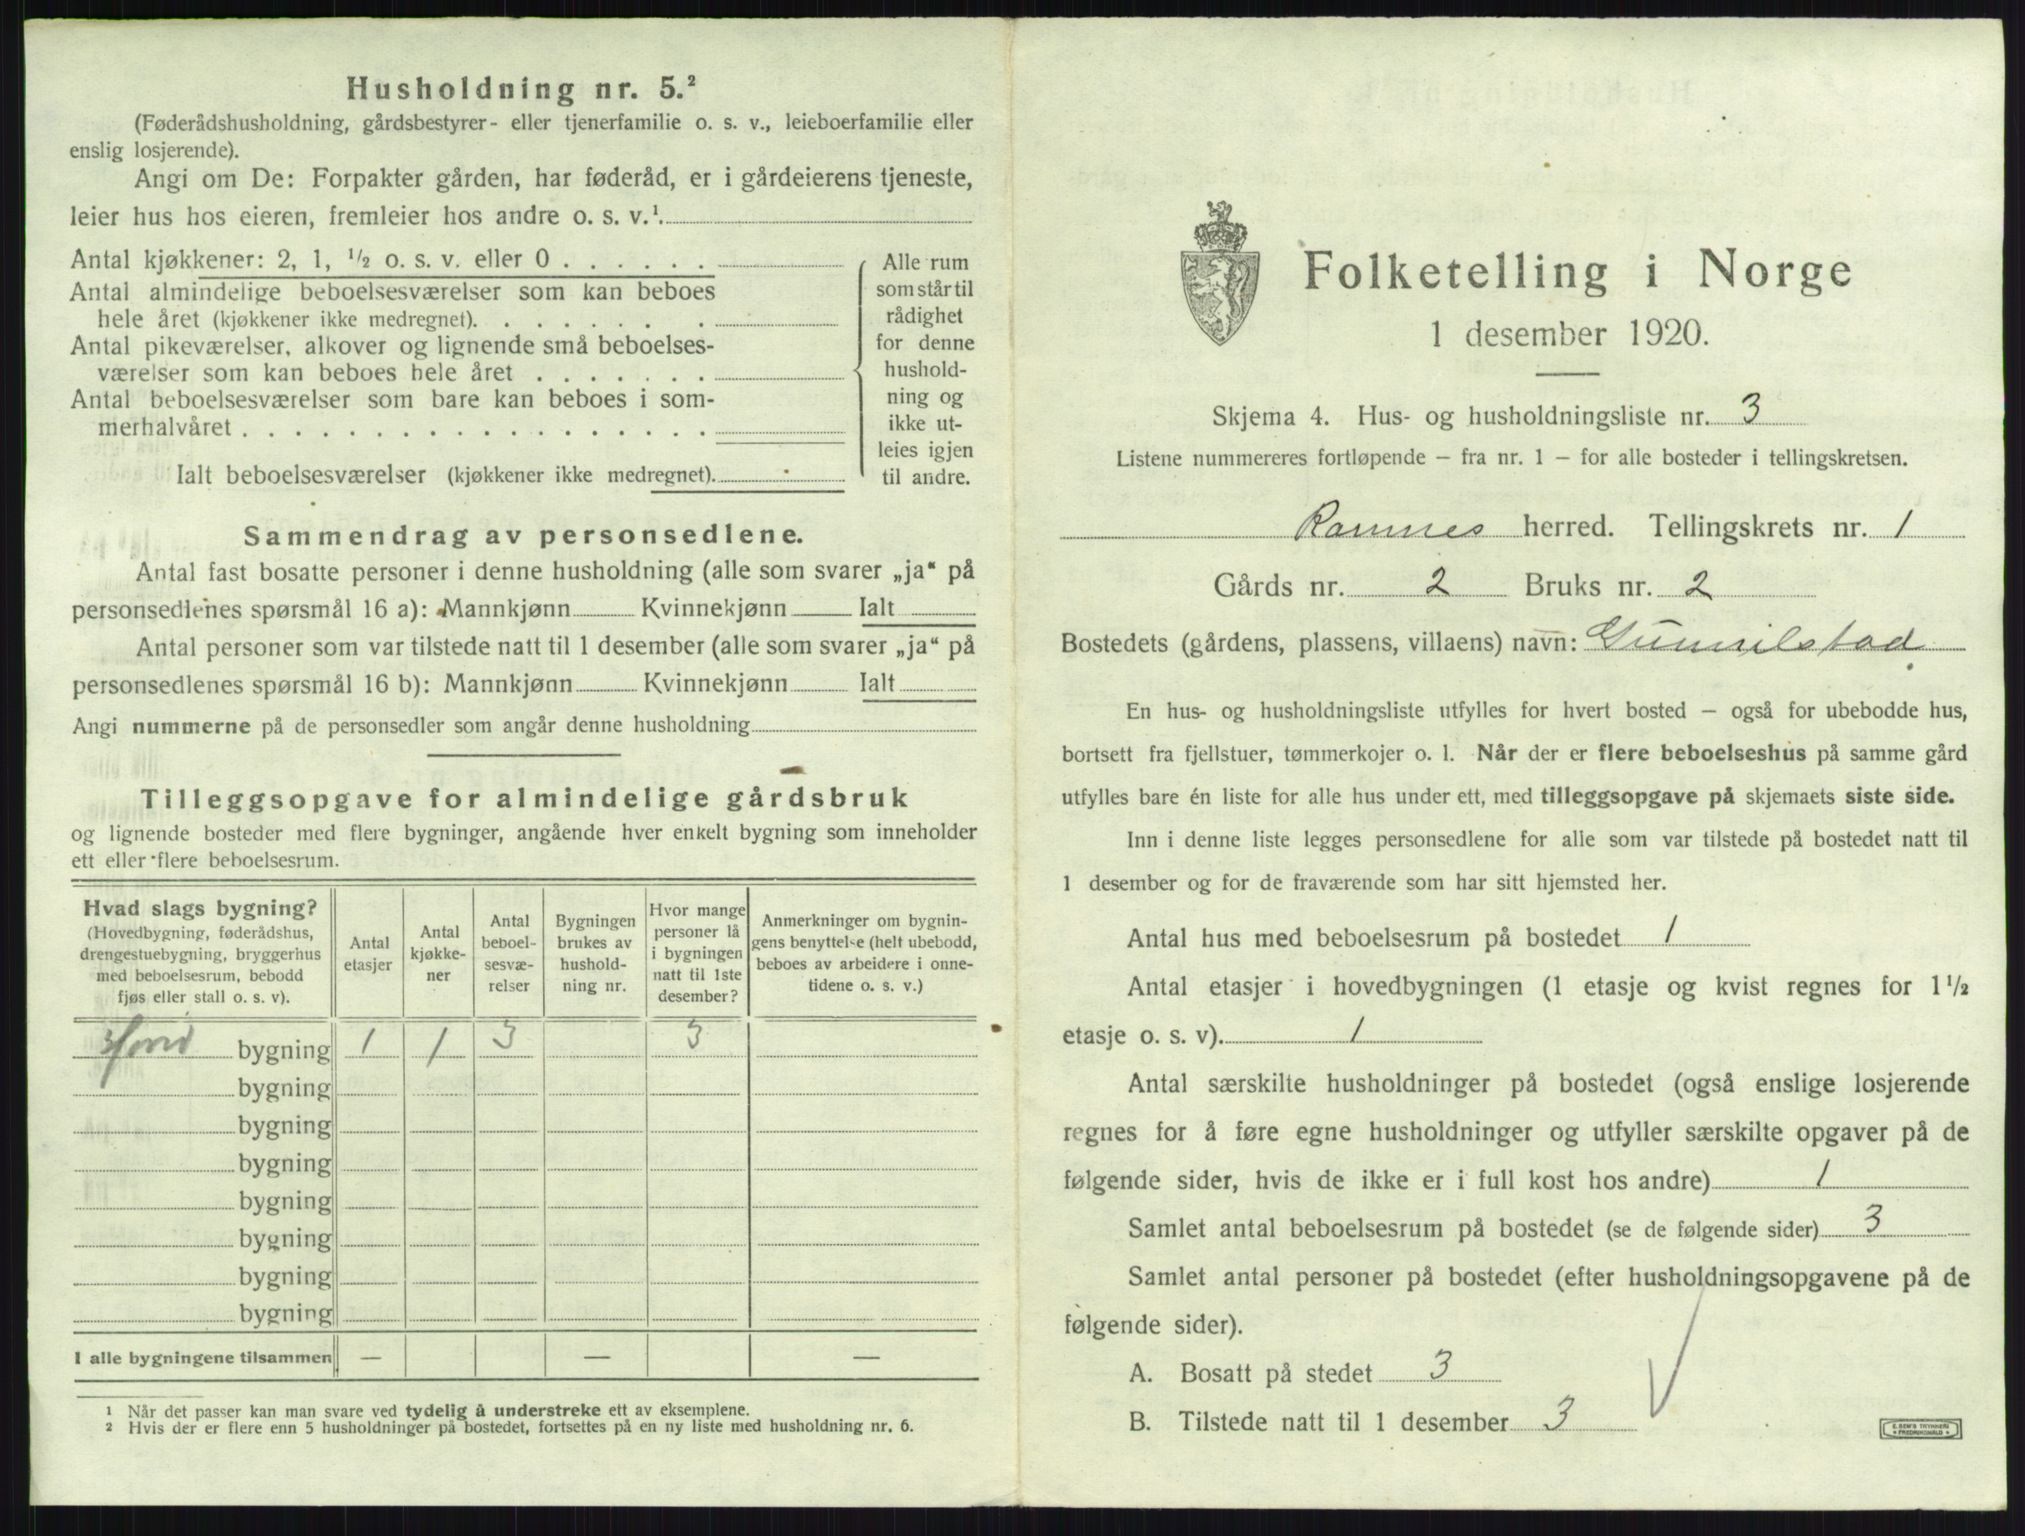 Husholdning nr. 5.²
(Føderådshusholdning, gårdsbestyrer- eller tjenerfamilie o. s. v., leieboerfamilie eller
enslig losjerende).
Angi om De: Forpakter gården, har føderåd, er i gårdeierens tjeneste,
leier hus hos eieren, fremleier hos andre o. s. v.¹.
Antal kjøkkener: 2, 1, ½ o. s. v. eller 0 . . . . . .
Antal almindelige beboelsesværelser som kan beboes
hele året (kjøkkener ikke medregnet). . . . . . . .
Antal pikeværelser, alkover og lignende små beboelses-
værelser som kan beboes hele året . . . . . . .
Antal beboelsesværelser som bare kan beboes i som-
merhalvåret . . . . . . . . . . . . . . . . . .
Ialt beboelsesværelser (kjøkkener ikke medregnet).
Alle rum
som står til
rådighet
for denne
hushold-
ning og
ikke ut-
leies igjen
til andre.
Sammendrag av personsedlene.
Antal fast bosatte personer i denne husholdning (alle som svarer „ja“ på
personsedlenes spørsmål 16 a): Mannkjønn Kvinnekjønn Ialt
Antal personer som var tilstede natt til 1 desember (alle som svarer „ja“ på
personsedlenes spørsmål 16 b): Mannkjønn Kvinnekjønn Ialt
Angi nummerne på de personsedler som angår denne husholdning
Tilleggsopgave for almindelige gårdsbruk
og lignende bosteder med flere bygninger, angående hver enkelt bygning som inneholder
ett eller flere beboelsesrum.
Hvad slags bygning?
(Hovedbygning, føderådshus,
drengestuebygning, bryggerhus
med beboelsesrum, bebodd
fjøs eller stall o. s. v).
Antal
etasjer
Antal
kjøkke-
ner
Antal
beboel-
sesvæ-
relser
Bygningen
brukes av
hushold-
ning nr.
Hvor mange
personer lå
i bygningen
natt til 1ste
desember?
Anmerkninger om bygnin-
gens benyttelse (helt ubebodd,
beboes av arbeidere i onne-
tidene o. s. v.)
bygning 1 1 3 3
bygning
bygning
bygning
bygning
bygning
bygning
bygning
I alle bygningene tilsammen — — —
1 Når det passer kan man svare ved tydelig å understreke ett av eksemplene.
2 Hvis der er flere enn 5 husholdninger på bostedet, fortsettes på en ny liste med husholdning nr. 6.
Folketelling i Norge
1 desember 1920.
Skjema 4. Hus- og husholdningsliste nr. 3
Listene nummereres fortløpende — fra nr. 1 — for alle bosteder i tellingskretsen.
Ramnes herred. Tellingskrets nr. 1
Gårds nr. 2 Bruks nr. 2
Bostedets (gårdens, plassens, villaens) navn: Gunnilstad
En hus- og husholdningsliste utfylles for hvert bosted — også for ubebodde hus,
bortsett fra fjellstuer, tømmerkojer o. l. Når der er flere beboelseshus på samme gård
utfylles bare én liste for alle hus under ett, med tilleggsopgave på skjemaets siste side.
Inn i denne liste legges personsedlene for alle som var tilstede på bostedet natt til
1 desember og for de fraværende som har sitt hjemsted her.
Antal hus med beboelsesrum på bostedet 1
Antal etasjer i hovedbygningen (1 etasje og kvist regnes for 1½
etasje o. s. v). 1
Antal særskilte husholdninger på bostedet (også enslige losjerende
regnes for å føre egne husholdninger og utfyller særskilte opgaver på de
følgende sider, hvis de ikke er i full kost hos andre) 1
Samlet antal beboelsesrum på bostedet (se de følgende sider) 3
Samlet antal personer på bostedet (efter husholdningsopgavene på de
følgende sider).
A. Bosatt på stedet 3
B. Tilstede natt til 1 desember 3